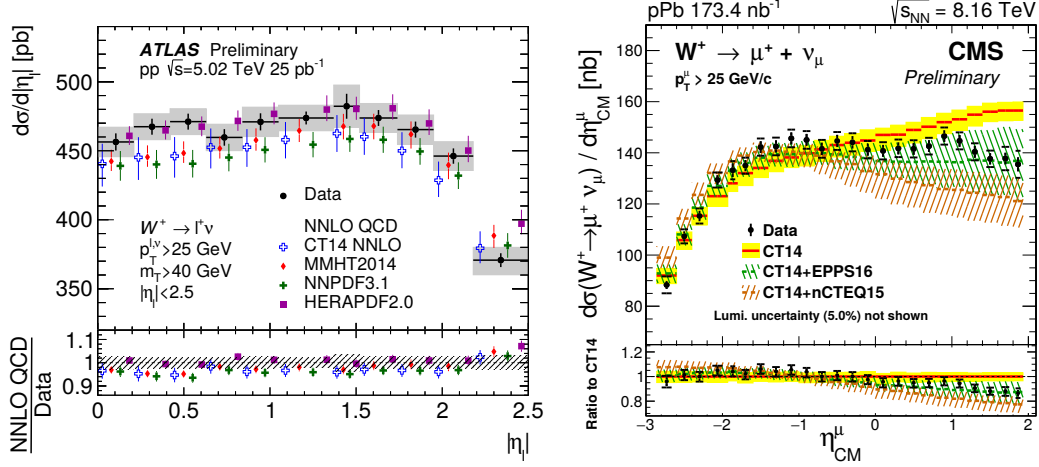 ATLAS Preliminary
pp √s=5.02 TeV 25 pb⁻¹
dσ/d|η_l| [pb]
500
450
400
350
Data
W⁺→l⁺ν
p_T^{l,ν}>25 GeV
m_T>40 GeV
|η_l|<2.5
NNLO QCD
CT14 NNLO
MMHT2014
NNPDF3.1
HERAPDF2.0
NNLO QCD
Data
1.1
1
0.9
0 0.5 1 1.5 2 2.5
|η_l|
pPb 173.4 nb⁻¹ √s_NN = 8.16 TeV
W⁺ → μ⁺ + ν_μ
CMS
p_T^μ > 25 GeV/c
Preliminary
dσ(W⁺→μ⁺ ν_μ) / dη_CM^μ [nb]
180
160
140
120
100
80
Data
CT14
CT14+EPPS16
CT14+nCTEQ15
Lumi. uncertainty (5.0%) not shown
Ratio to CT14
1.2
1.0
0.8
−3 −2 −1 0 1 2
η_CM^μ